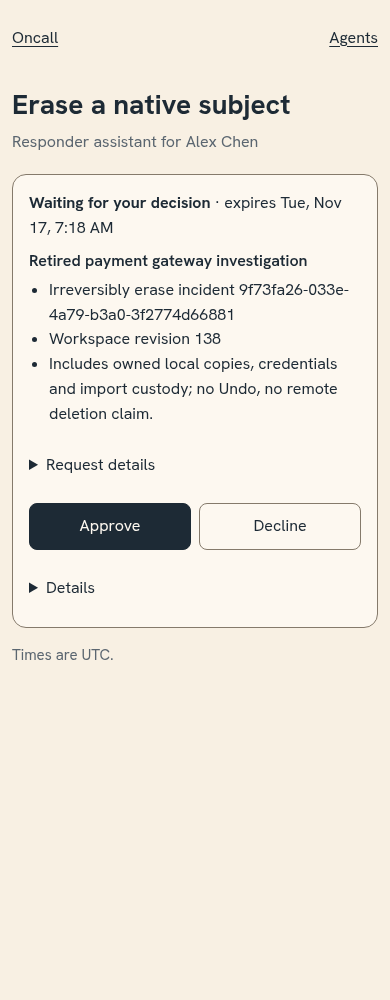 Oncall
Agents
Erase a native subject
Responder assistant for Alex Chen
Waiting for your decision · expires Tue, Nov
17, 7:18 AM
Retired payment gateway investigation
• Irreversibly erase incident 9f73fa26-033e-
4a79-b3a0-3f2774d66881
• Workspace revision 138
• Includes owned local copies, credentials
and import custody; no Undo, no remote
deletion claim.
▶ Request details
Approve
Decline
▶ Details
Times are UTC.